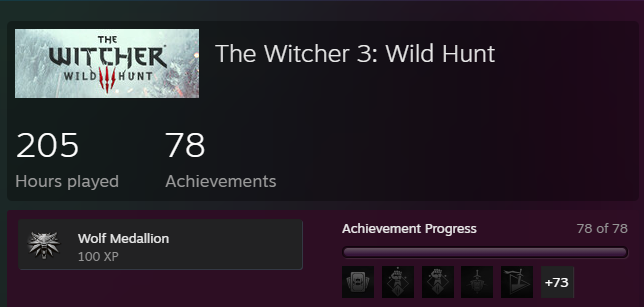 THE
WITCHER
WILD HUNT
The Witcher 3: Wild Hunt
205
Hours played
78
Achievements
Wolf Medallion
100 XP
Achievement Progress
78 of 78
+73